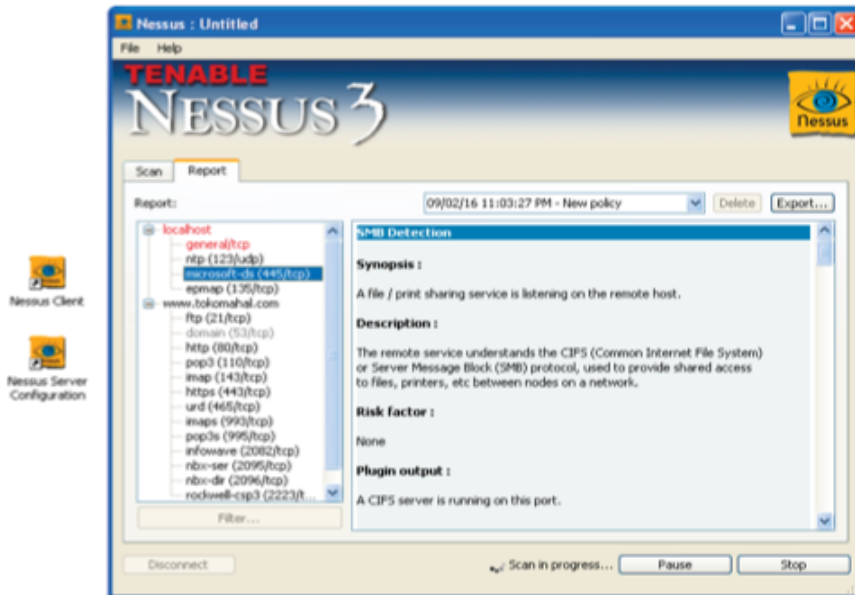 Nessus : Untitled
File Help
TENABLE
NESSUS 3
Nessus
Scan Report
Report:
09/02/16 11:03:27 PM - New policy
Delete
Export...
localhost
general/tcp
ntp (123/udp)
microsoft-ds (445/tcp)
epmap (135/tcp)
www.tokomahal.com
ftp (21/tcp)
domain (53/tcp)
http (80/tcp)
pop3 (110/tcp)
imap (143/tcp)
https (443/tcp)
urd (465/tcp)
imaps (993/tcp)
pop3s (995/tcp)
infowave (2082/tcp)
nbx-ser (2095/tcp)
nbx-dir (2096/tcp)
rockwell-csp3 (2223/t...
Filter...
SMB Detection
Synopsis :
A file / print sharing service is listening on the remote host.
Description :
The remote service understands the CIFS (Common Internet File System)
or Server Message Block (SMB) protocol, used to provide shared access
to files, printers, etc between nodes on a network.
Risk factor :
None
Plugin output :
A CIFS server is running on this port.
Disconnect
Scan in progress...
Pause
Stop
Nessus Client
Nessus Server
Configuration